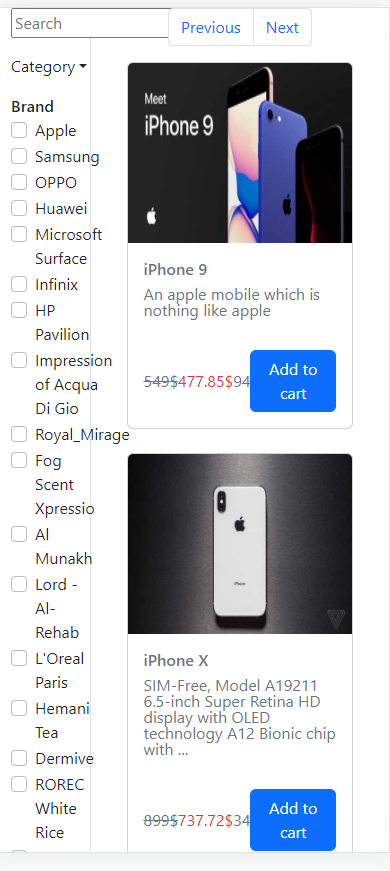 Search
Previous
Next
Category
Brand
Apple
Samsung
OPPO
Huawei
Microsoft
Surface
Infinix
HP
Pavilion
Impression
of Acqua
Di Gio
Royal_Mirage
Fog
Scent
Xpressio
Al
Munakh
Lord -
Al-
Rehab
L'Oreal
Paris
Hemani
Tea
Dermive
ROREC
White
Rice
Meet
iPhone 9
iPhone 9
An apple mobile which is
nothing like apple
549$477.85$94
Add to
cart
iPhone
iPhone X
SIM-Free, Model A19211
6.5-inch Super Retina HD
display with OLED
technology A12 Bionic chip
with ...
899$737.72$34
Add to
cart